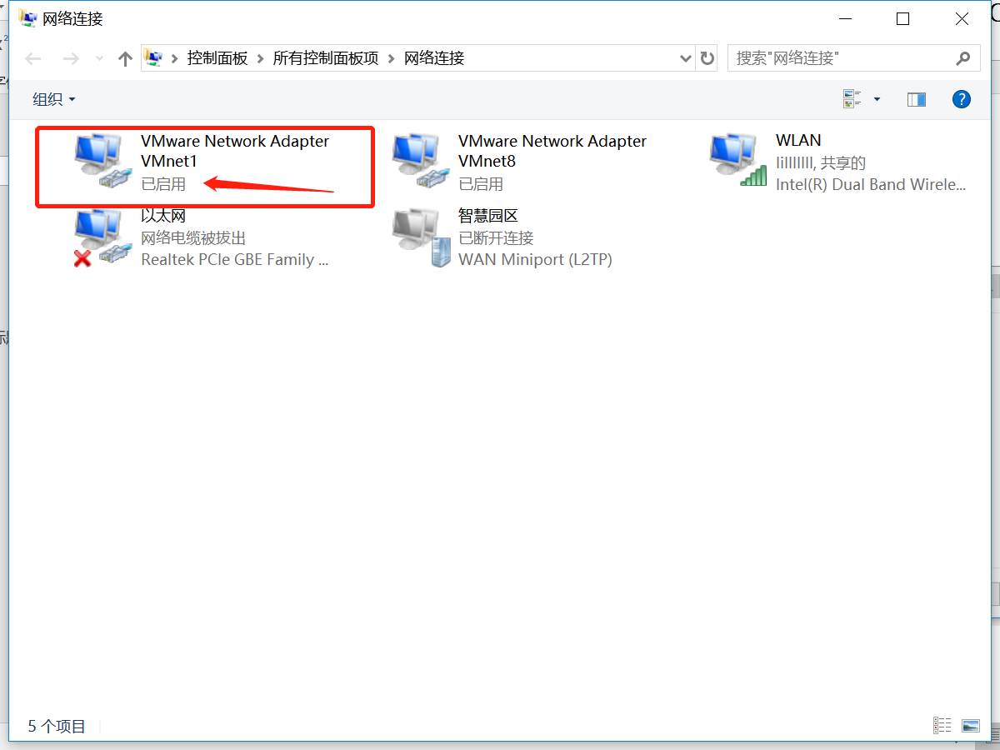 网络连接
控制面板 所有控制面板项 网络连接
搜索"网络连接"
组织
VMware Network Adapter
VMnet1
已启用
VMware Network Adapter
VMnet8
已启用
WLAN
共享的
Intel(R) Dual Band Wirele...
以太网
网络电缆被拔出
Realtek PCIe GBE Family ...
智慧园区
已断开连接
WAN Miniport (L2TP)
5 个项目